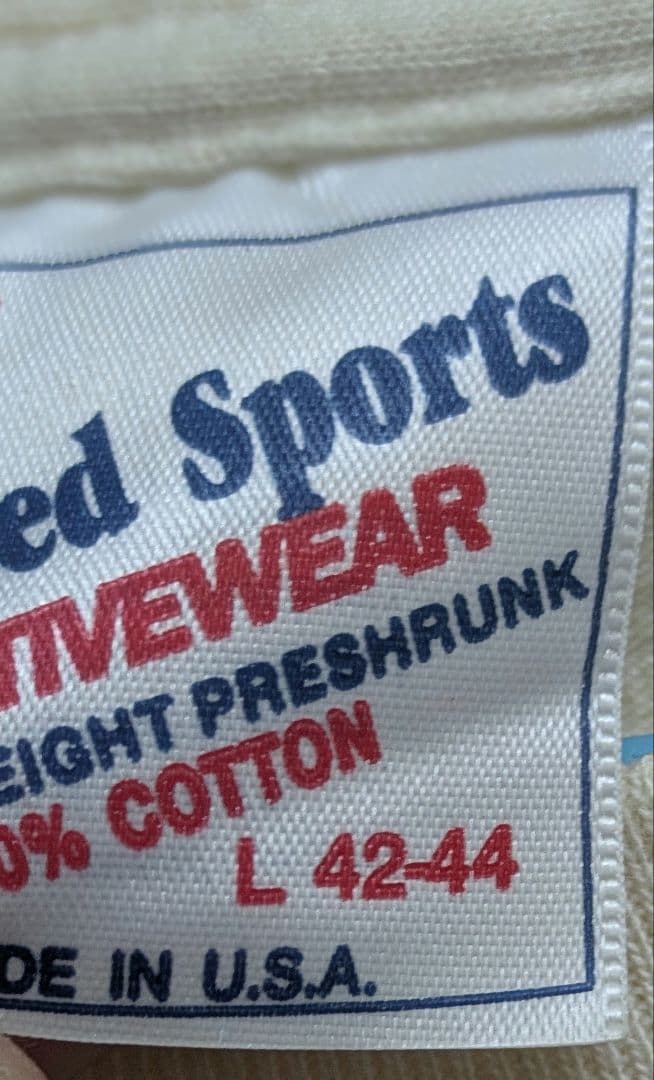 ed Sports
TIVEWEAR
EIGHT PRESHRUNK
0% COTTON
L 42-44
DE IN U.S.A.